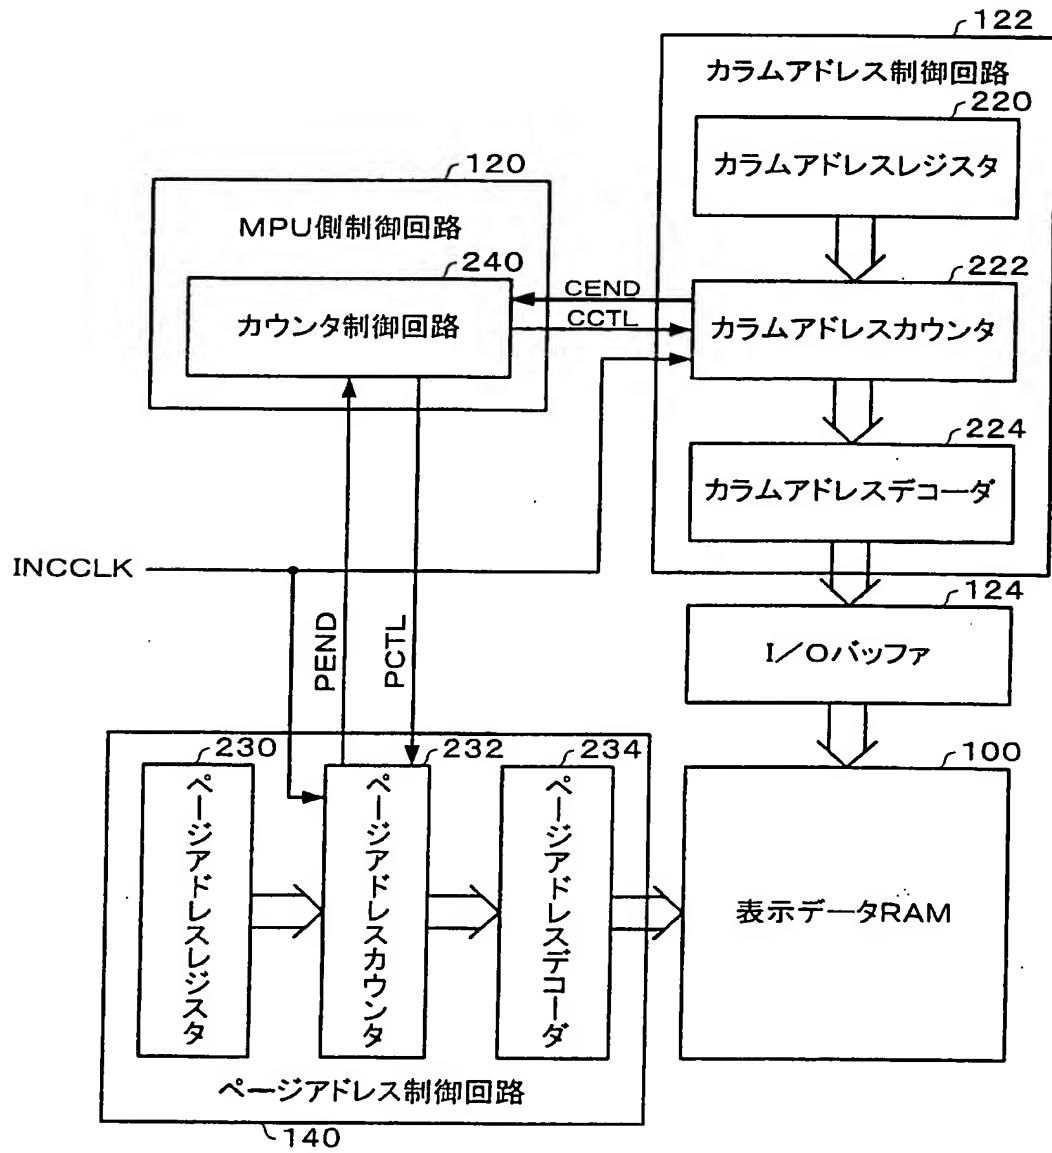 122
カラムアドレス制御回路
220
カラムアドレスレジスタ
120
MPU側制御回路
240
カウンタ制御回路
CEND
CCTL
222
カラムアドレスカウンタ
224
カラムアドレスデコーダ
INCCLK
PEND
PCTL
124
I/Oバッファ
230
ページアドレスレジスタ
232
ページアドレスカウンタ
234
ページアドレスデコーダ
100
表示データRAM
ページアドレス制御回路
140